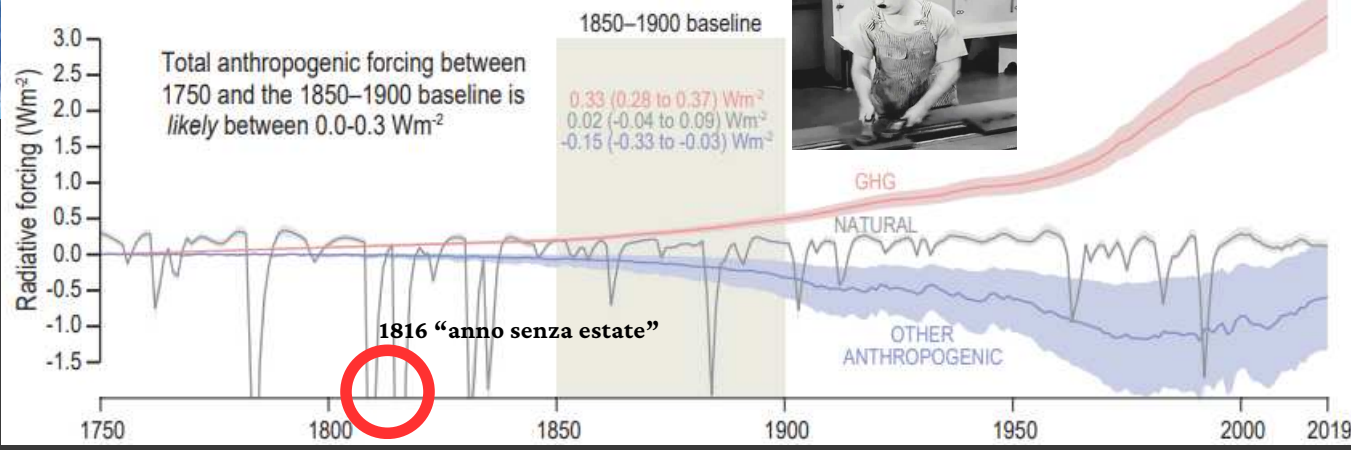 1850–1900 baseline
Radiative forcing (Wm-2)
3.0
2.5
2.0
1.5
1.0
0.5
0.0
-0.5
-1.0
-1.5
Total anthropogenic forcing between
1750 and the 1850–1900 baseline is
likely between 0.0-0.3 Wm-2
0.33 (0.28 to 0.37) Wm-2
0.02 (-0.04 to 0.09) Wm-2
-0.15 (-0.33 to -0.03) Wm-2
GHG
NATURAL
1816 “anno senza estate”
OTHER
ANTHROPOGENIC
1750 1800 1850 1900 1950 2000 2019